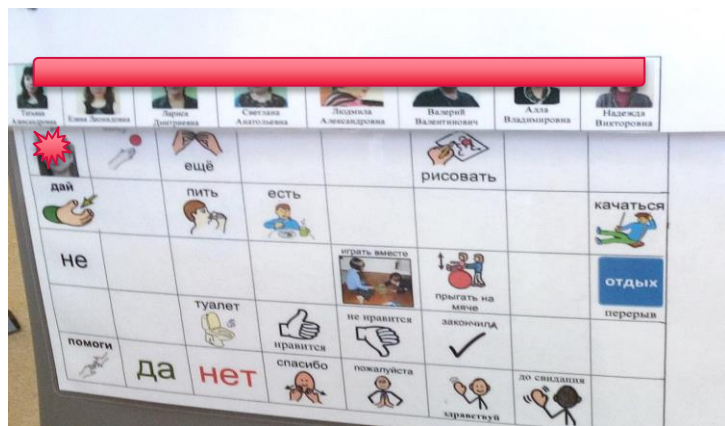 Татьяна Александровна
Елена Леонидовна
Лариса Дмитриевна
Светлана Анатольевна
Людмила Александровна
Валерий Валентинович
Алла Владимировна
Надежда Викторовна
ещё
рисовать
дай
пить
есть
качаться
не
играть вместе
прыгать на
мяче
отдых
перерыв
туалет
нравится
не нравится
закончил
помоги
да
нет
спасибо
пожалуйста
здравствуй
до свидания